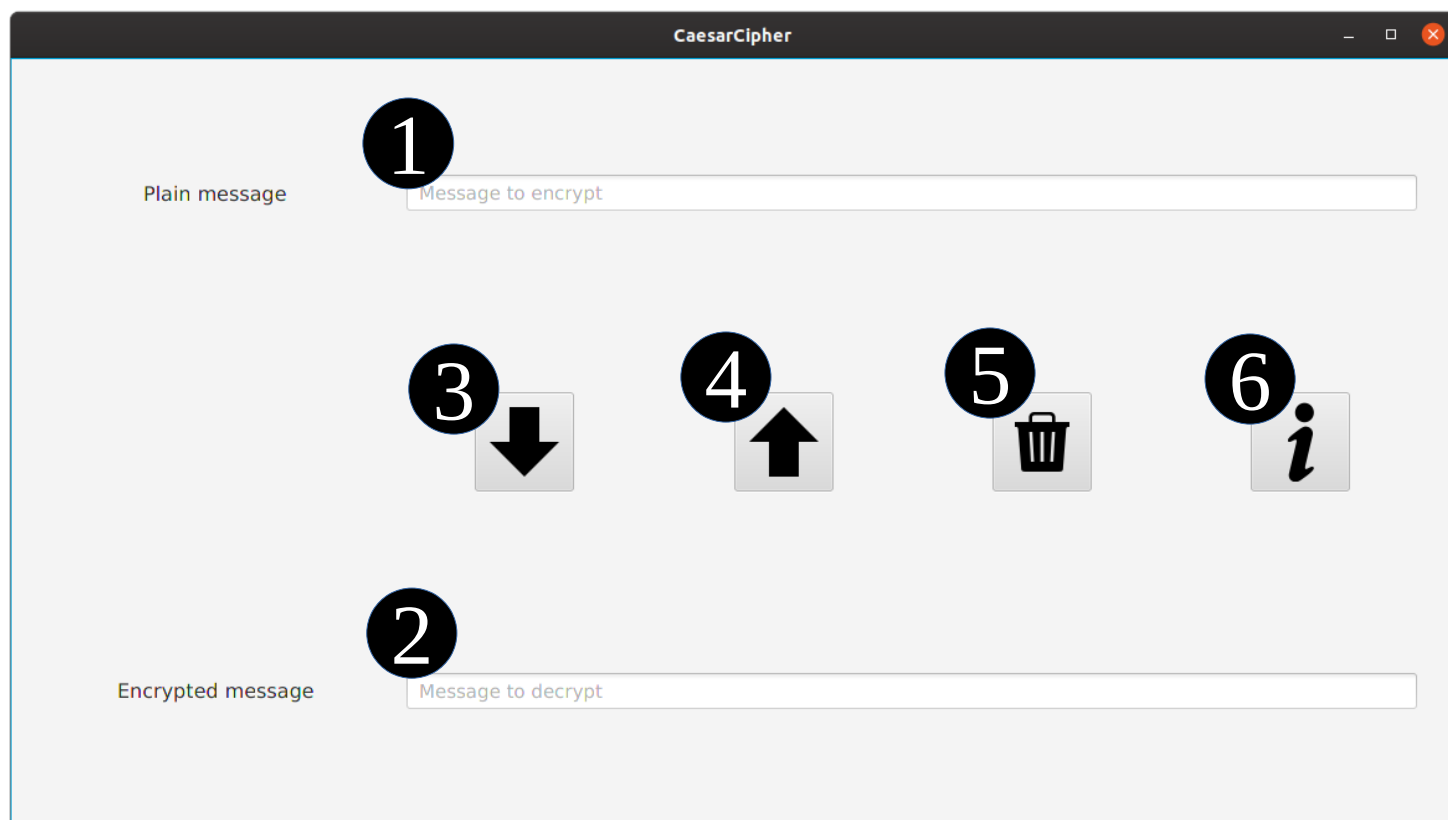 CaesarCipher
1
Plain message
Message to encrypt
3
4
5
6
2
Encrypted message
Message to decrypt